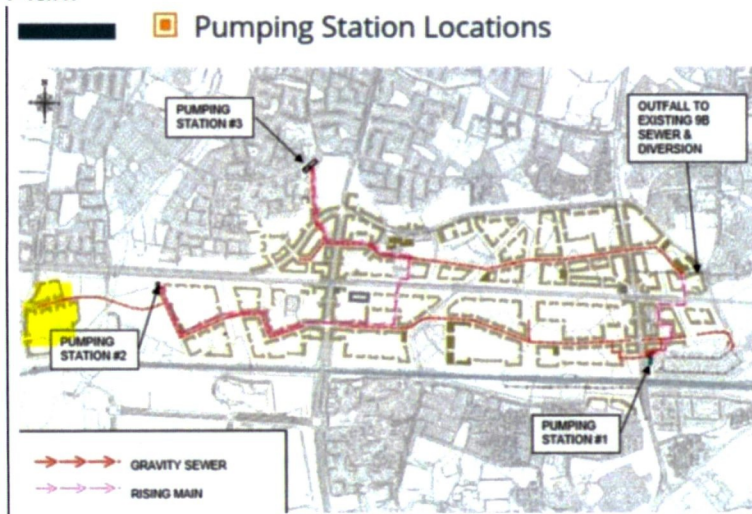 Pumping Station Locations
PUMPING
STATION #3
OUTFALL TO
EXISTING 9B
SEWER &
DIVERSION
PUMPING
STATION #2
PUMPING
STATION #1
GRAVITY SEWER
RISING MAIN